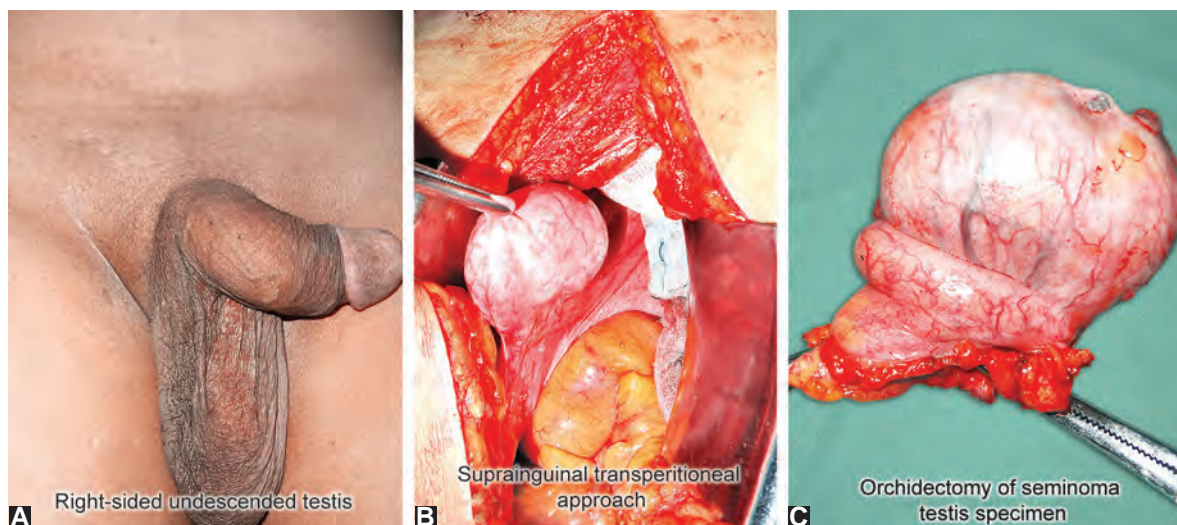 A
Right-sided undescended testis
B
Suprainguinal transperitioneal
approach
C
Orchidectomy of seminoma
testis specimen